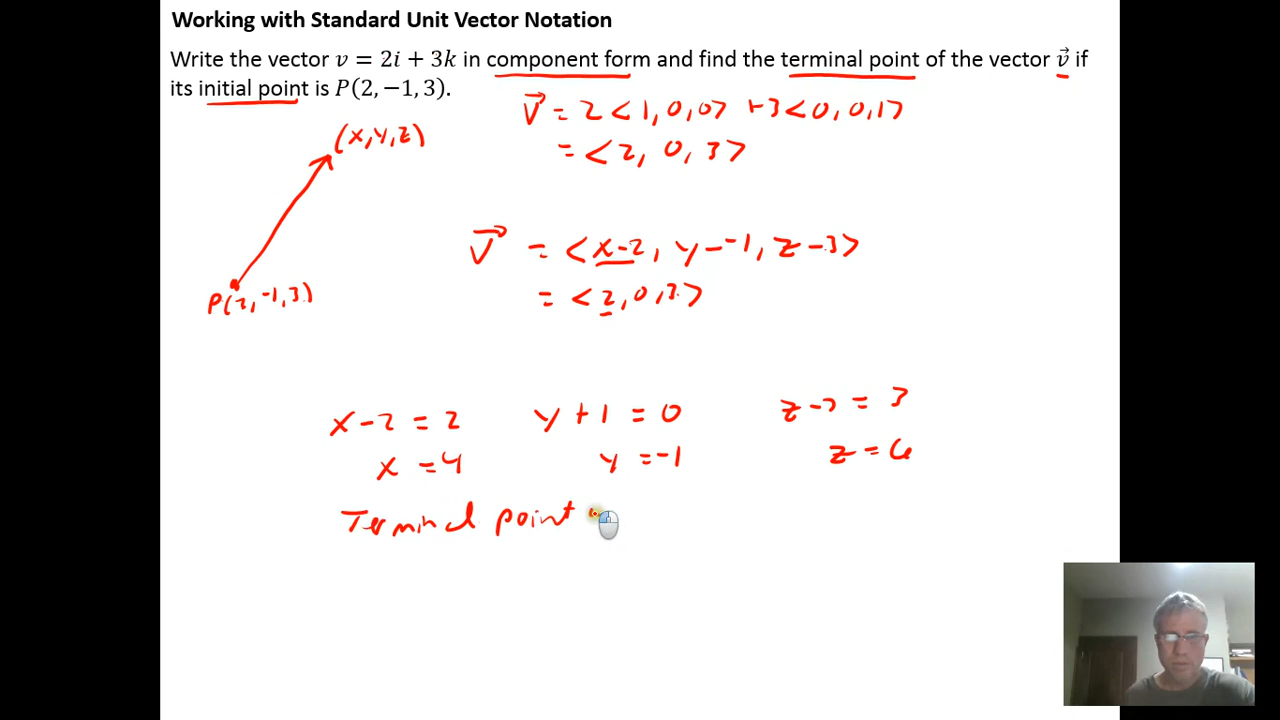 Working with Standard Unit Vector Notation
Write the vector v = 2i + 3k in component form and find the terminal point of the vector v⃗ if
its initial point is P(2, −1, 3).
v⃗ = 2<1, 0, 0> + 3<0, 0, 1>
= <2, 0, 3>
(x, y, z)
v⃗ = <x-2, y--1, z-3>
= <2, 0, 3>
P(2, -1, 3)
x-2 = 2 y+1 = 0 z-3 = 3
x = 4 y = -1 z = 6
Terminal point